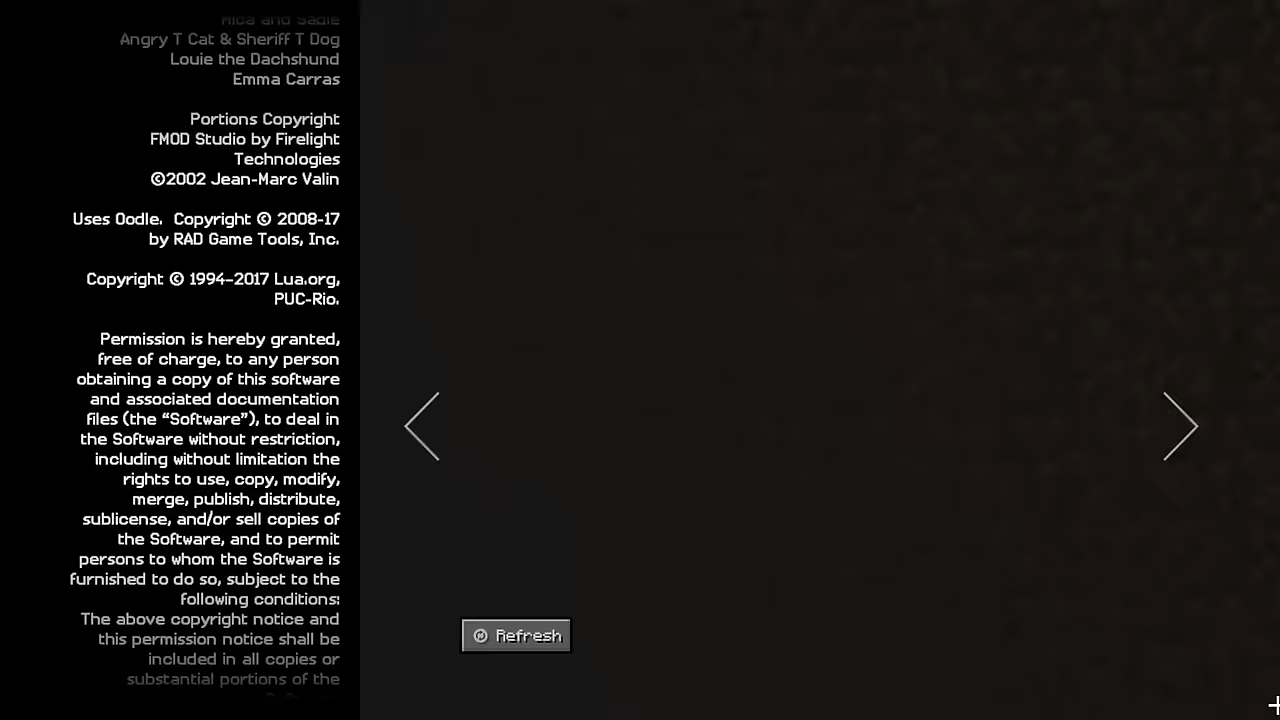 Mica and Sadie
Angry T Cat & Sheriff T Dog
Louie the Dachshund
Emma Carras
Portions Copyright
FMOD Studio by Firelight
Technologies
©2002 Jean-Marc Valin
Uses Oodle.  Copyright © 2008-17
by RAD Game Tools, Inc.
Copyright © 1994–2017 Lua.org,
PUC-Rio.
Permission is hereby granted,
free of charge, to any person
obtaining a copy of this software
and associated documentation
files (the “Software”), to deal in
the Software without restriction,
including without limitation the
rights to use, copy, modify,
merge, publish, distribute,
sublicense, and/or sell copies of
the Software, and to permit
persons to whom the Software is
furnished to do so, subject to the
following conditions:
The above copyright notice and
this permission notice shall be
included in all copies or
substantial portions of the
Refresh